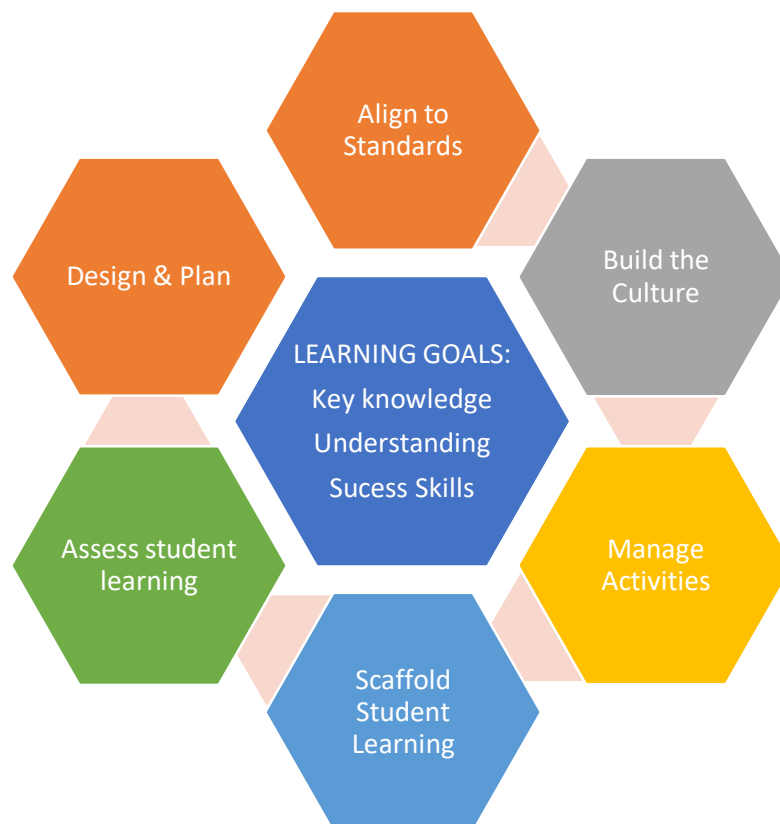 Align to
Standards
Design & Plan
Build the
Culture
LEARNING GOALS:
Key knowledge
Understanding
Sucess Skills
Assess student
learning
Manage
Activities
Scaffold
Student
Learning